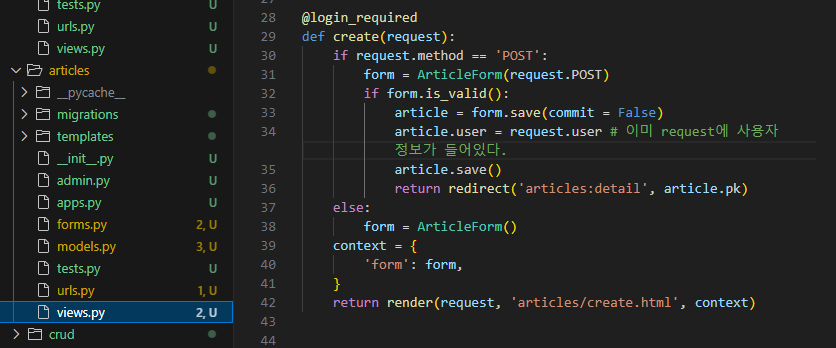 tests.py U
urls.py U
views.py U
articles
__pycache__
migrations
templates
__init__.py U
admin.py U
apps.py U
forms.py 2, U
models.py 3, U
tests.py U
urls.py 1, U
views.py 2, U
crud
28 @login_required
29 def create(request):
30 if request.method == 'POST':
31 form = ArticleForm(request.POST)
32 if form.is_valid():
33 article = form.save(commit = False)
34 article.user = request.user # 이미 request에 사용자
정보가 들어있다.
35 article.save()
36 return redirect('articles:detail', article.pk)
37 else:
38 form = ArticleForm()
39 context = {
40 'form': form,
41 }
42 return render(request, 'articles/create.html', context)
43
44